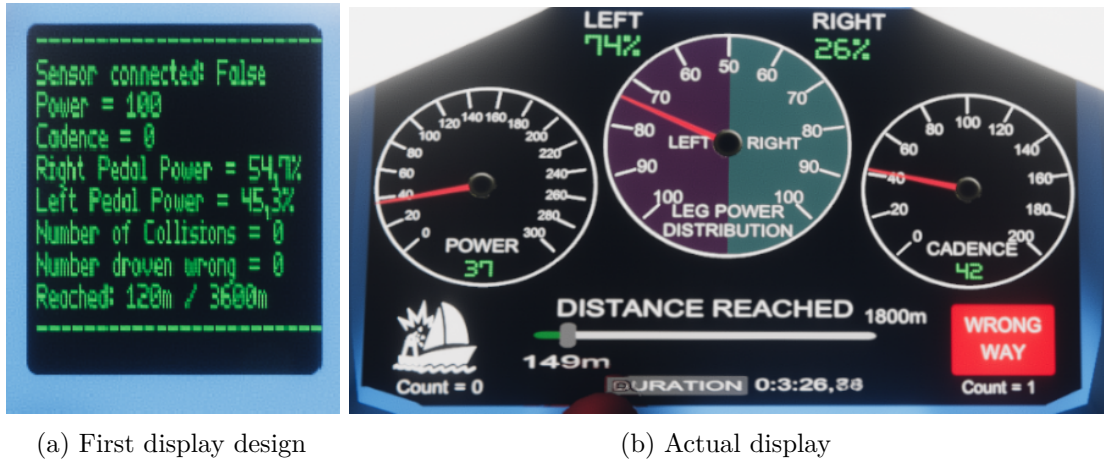 Sensor connected: False
Power = 100
Cadence = 0
Right Pedal Power = 54,7%
Left Pedal Power = 45,3%
Number of Collisions = 0
Number droven wrong = 0
Reached: 120m / 3600m
(a) First display design
LEFT
74%
RIGHT
26%
0 20 40 60 80 100 120 140 160 180 200 220 240 260 280 300
POWER
37
100 90 80 70 60 50 60 70 80 90 100
LEFT RIGHT
LEG POWER
DISTRIBUTION
0 20 40 60 80 100 120 140 160 180 200
CADENCE
42
DISTANCE REACHED
1800m
149m
Count = 0
DURATION 0:3:26,
WRONG
WAY
Count = 1
(b) Actual display